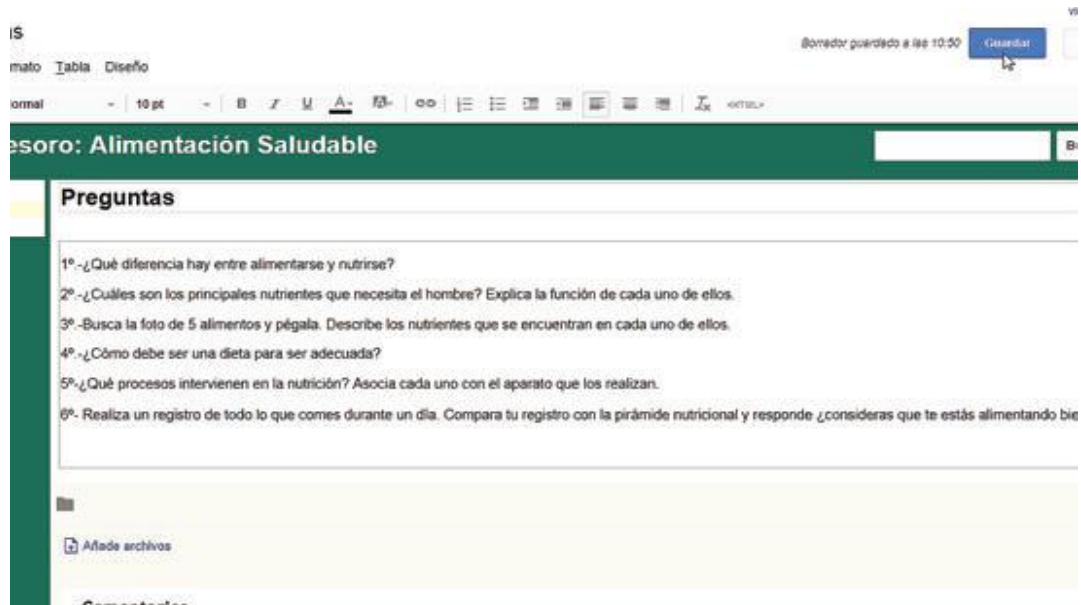 Borrador guardado a las 10:50 Guardar
Tabla Diseño
10 pt B I U A
esoro: Alimentación Saludable
Preguntas
1º.-¿Qué diferencia hay entre alimentarse y nutrirse?
2º.-¿Cuáles son los principales nutrientes que necesita el hombre? Explica la función de cada uno de ellos.
3º.-Busca la foto de 5 alimentos y pégala. Describe los nutrientes que se encuentran en cada uno de ellos.
4º.-¿Cómo debe ser una dieta para ser adecuada?
5º-¿Qué procesos intervienen en la nutrición? Asocia cada uno con el aparato que los realizan.
6º- Realiza un registro de todo lo que comes durante un día. Compara tu registro con la pirámide nutricional y responde ¿consideras que te estás alimentando bie
Añade archivos